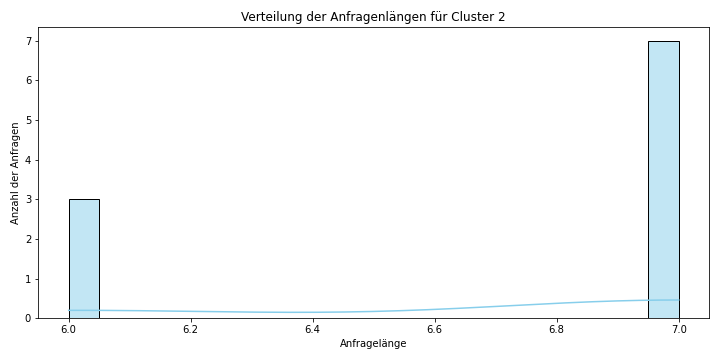 Verteilung der Anfragenlängen für Cluster 2
Anzahl der Anfragen
7
6
5
4
3
2
1
0
6.0 6.2 6.4 6.6 6.8 7.0
Anfragelänge